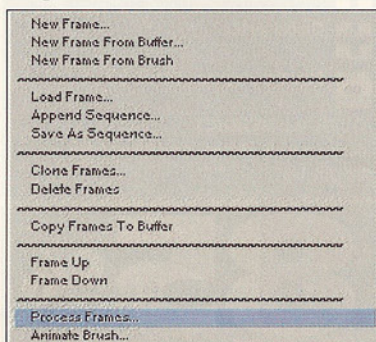 New Frame...
New Frame From Buffer...
New Frame From Brush
Load Frame...
Append Sequence...
Save As Sequence...
Clone Frames...
Delete Frames
Copy Frames To Buffer
Frame Up
Frame Down
Process Frames...
Animate Brush...